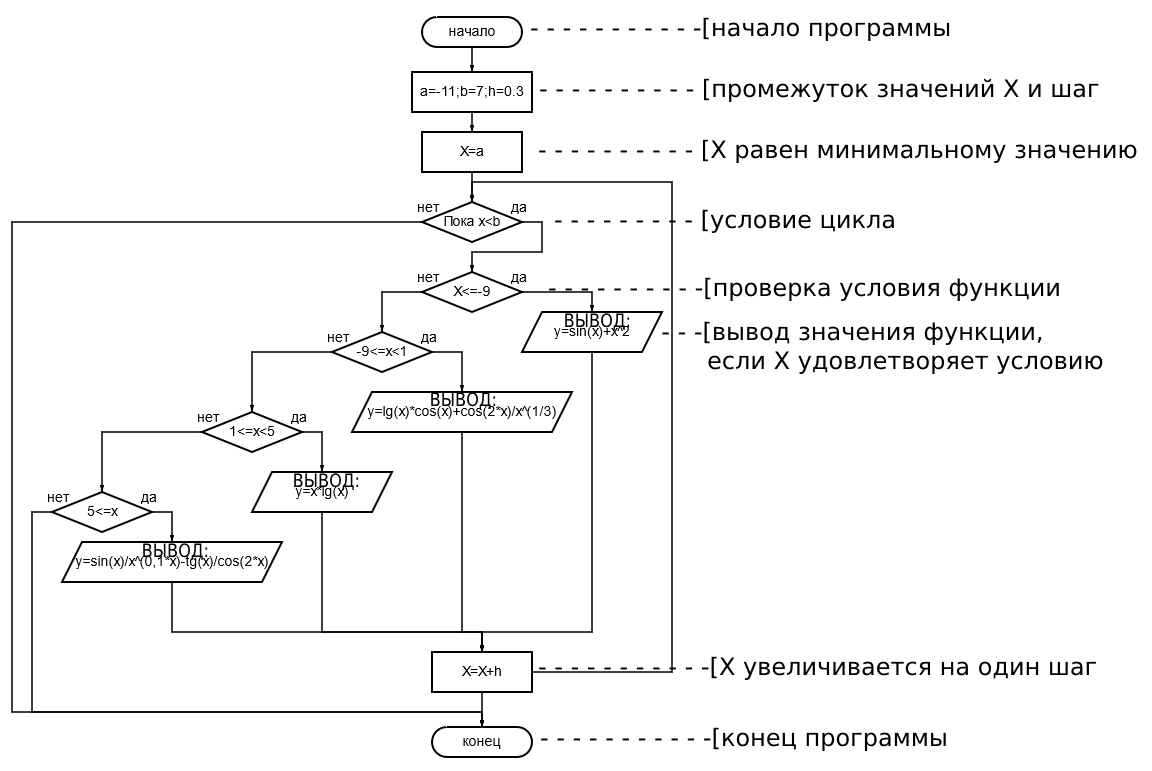 начало
[начало программы
a=-11;b=7;h=0.3
[промежуток значений X и шаг
X=a
[X равен минимальному значению
нет
да
Пока x<b
[условие цикла
нет
да
X<=-9
[проверка условия функции
ВЫВОД:
y=sin(x)+x^2
[вывод значения функции,
если X удовлетворяет условию
нет
да
-9<=x<1
ВЫВОД:
y=lg(x)*cos(x)+cos(2*x)/x^(1/3)
нет
да
1<=x<5
ВЫВОД:
y=x*lg(x)
нет
да
5<=x
ВЫВОД:
y=sin(x)/x^(0,1*x)-tg(x)/cos(2*x)
X=X+h
[X увеличивается на один шаг
конец
[конец программы